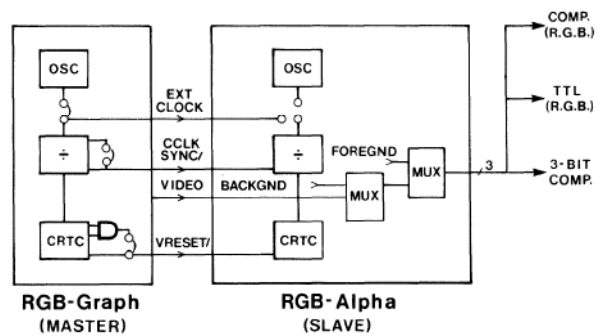 OSC
÷
CRTC
RGB-Graph
(MASTER)
EXT
CLOCK
CCLK
SYNC/
VIDEO
VRESET/
OSC
÷
CRTC
BACKGND
FOREGND
MUX
MUX
RGB-Alpha
(SLAVE)
3
COMP.
(R.G.B.)
TTL
(R.G.B.)
3-BIT
COMP.